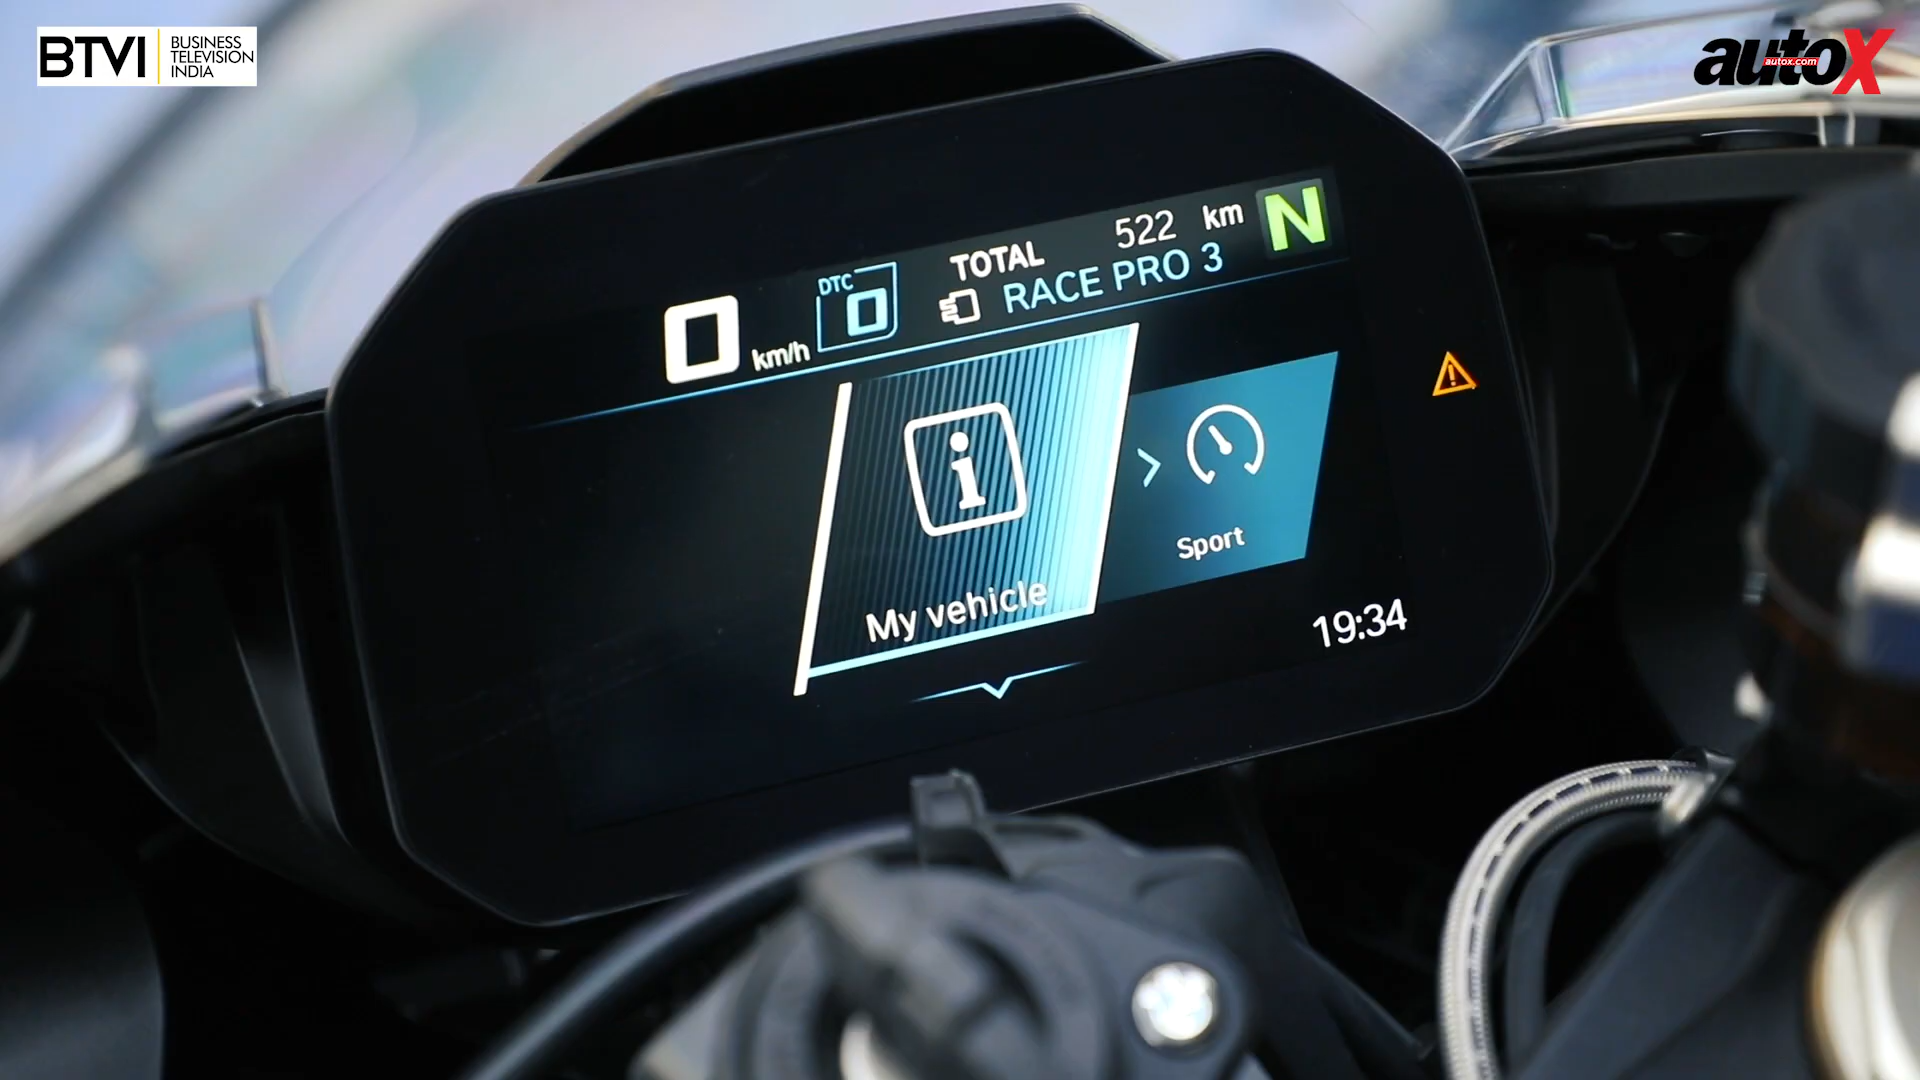 BTVI
BUSINESS
TELEVISION
INDIA
autoX
autox.com
TOTAL 522 km N
0 km/h DTC 0 RACE PRO 3
My vehicle
Sport
19:34